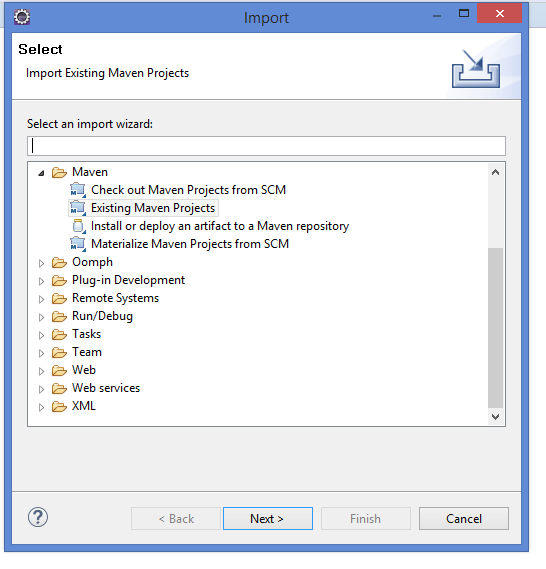 Import
Select
Import Existing Maven Projects
Select an import wizard:
Maven
Check out Maven Projects from SCM
Existing Maven Projects
Install or deploy an artifact to a Maven repository
Materialize Maven Projects from SCM
Oomph
Plug-in Development
Remote Systems
Run/Debug
Tasks
Team
Web
Web services
XML
? < Back Next > Finish Cancel